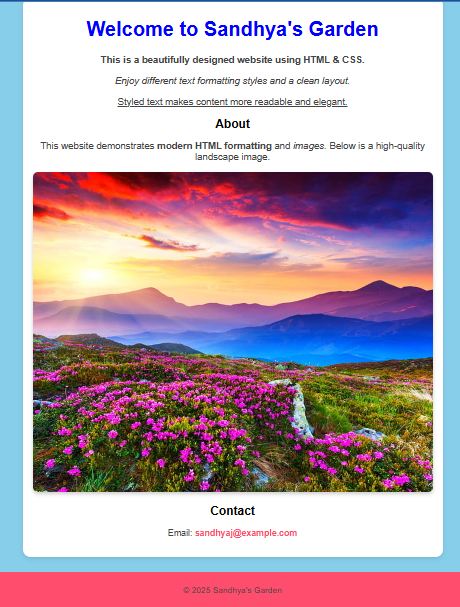 Welcome to Sandhya's Garden
This is a beautifully designed website using HTML & CSS.
Enjoy different text formatting styles and a clean layout.
Styled text makes content more readable and elegant.
About
This website demonstrates modern HTML formatting and images. Below is a high-quality
landscape image.
Contact
Email: sandhyaj@example.com
© 2025 Sandhya's Garden